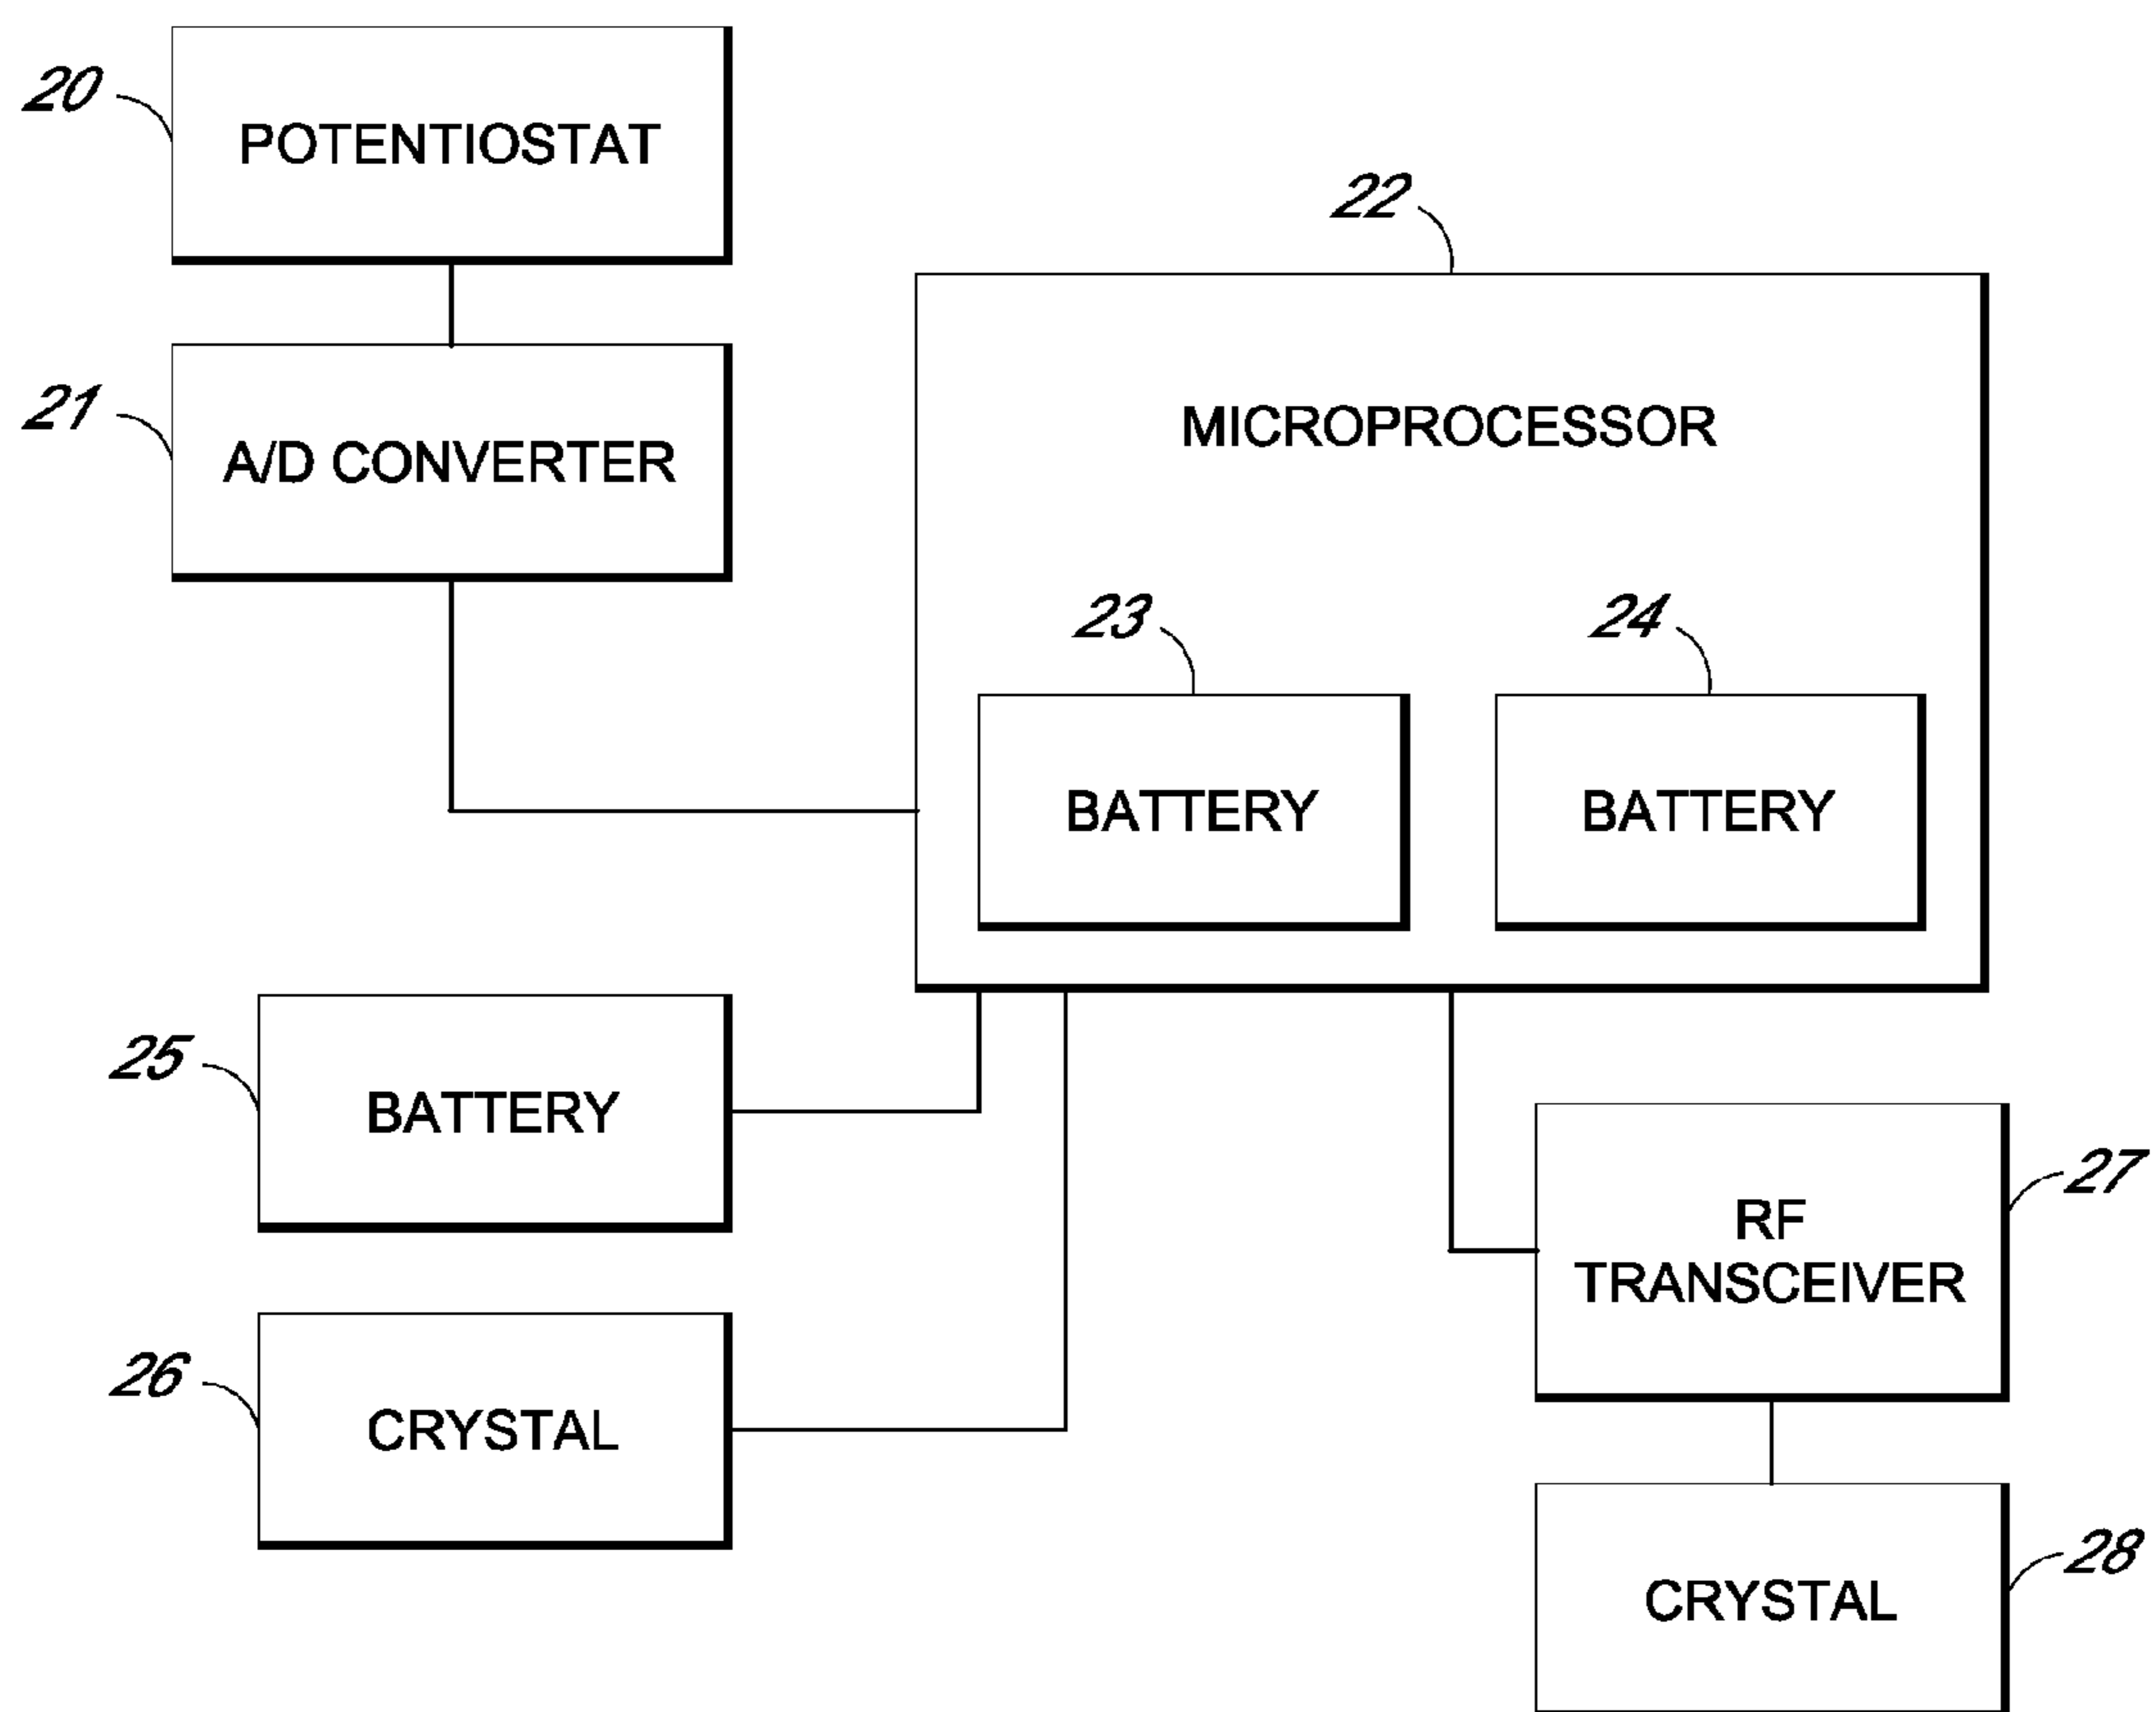 20
POTENTIOSTAT
22
21
A/D CONVERTER
MICROPROCESSOR
23
24
BATTERY
BATTERY
25
BATTERY
27
RF
TRANSCEIVER
26
CRYSTAL
28
CRYSTAL